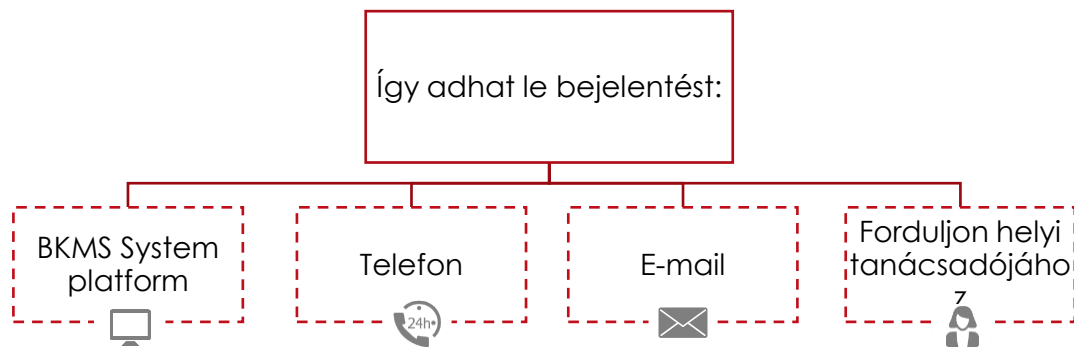 Így adhat le bejelentést:
BKMS System
platform
Telefon
24h
E-mail
Forduljon helyi
tanácsadójáho
z